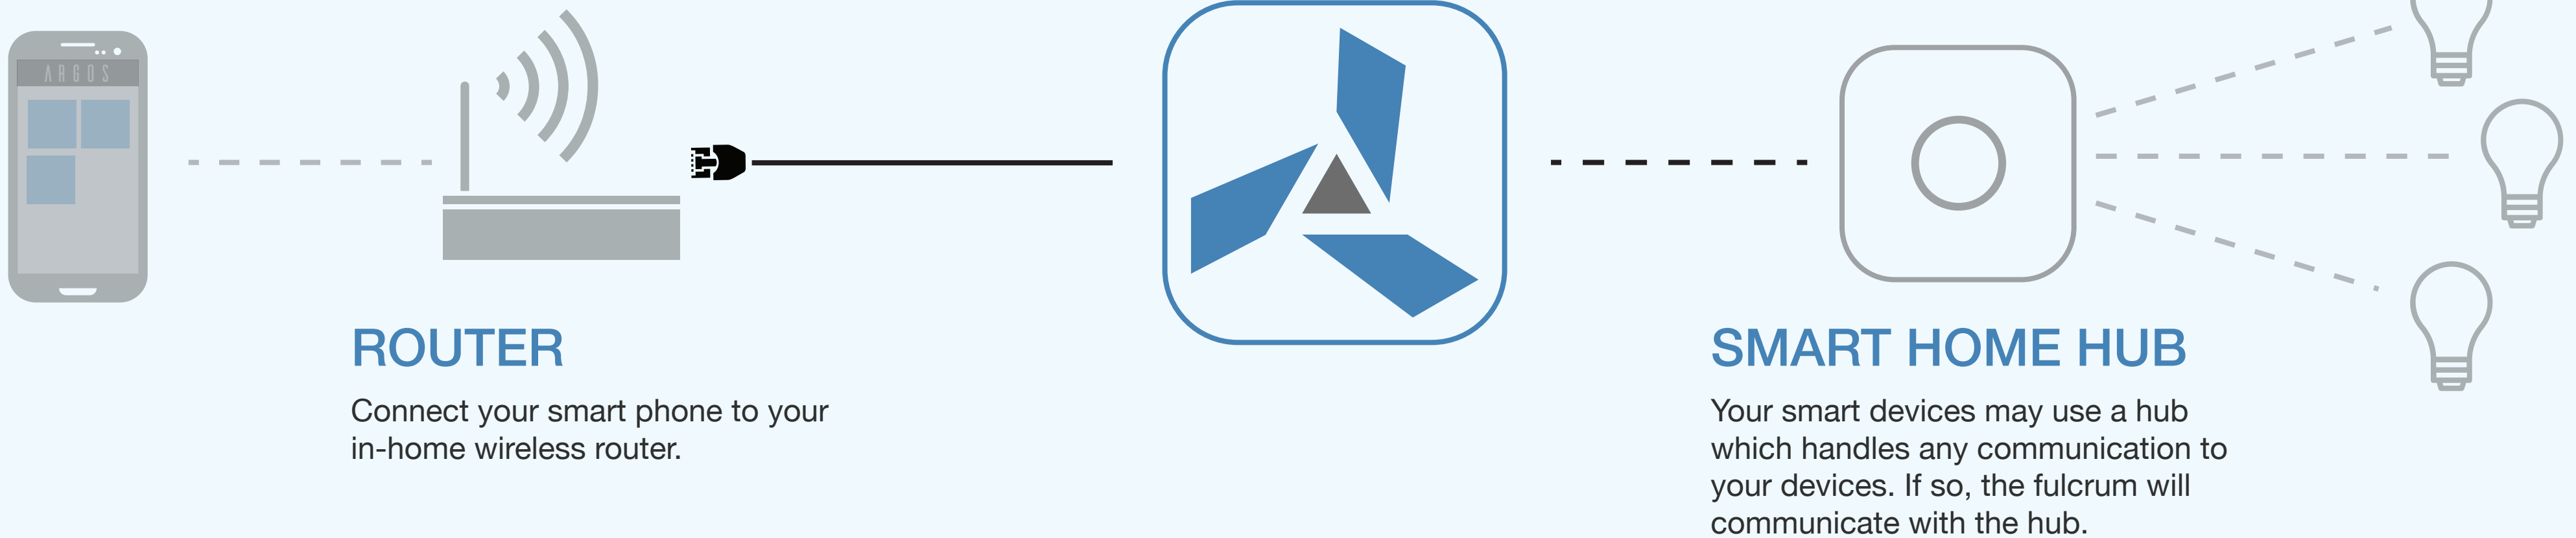 ARGOS
ROUTER
Connect your smart phone to your
in-home wireless router.
SMART HOME HUB
Your smart devices may use a hub
which handles any communication to
your devices. If so, the fulcrum will
communicate with the hub.